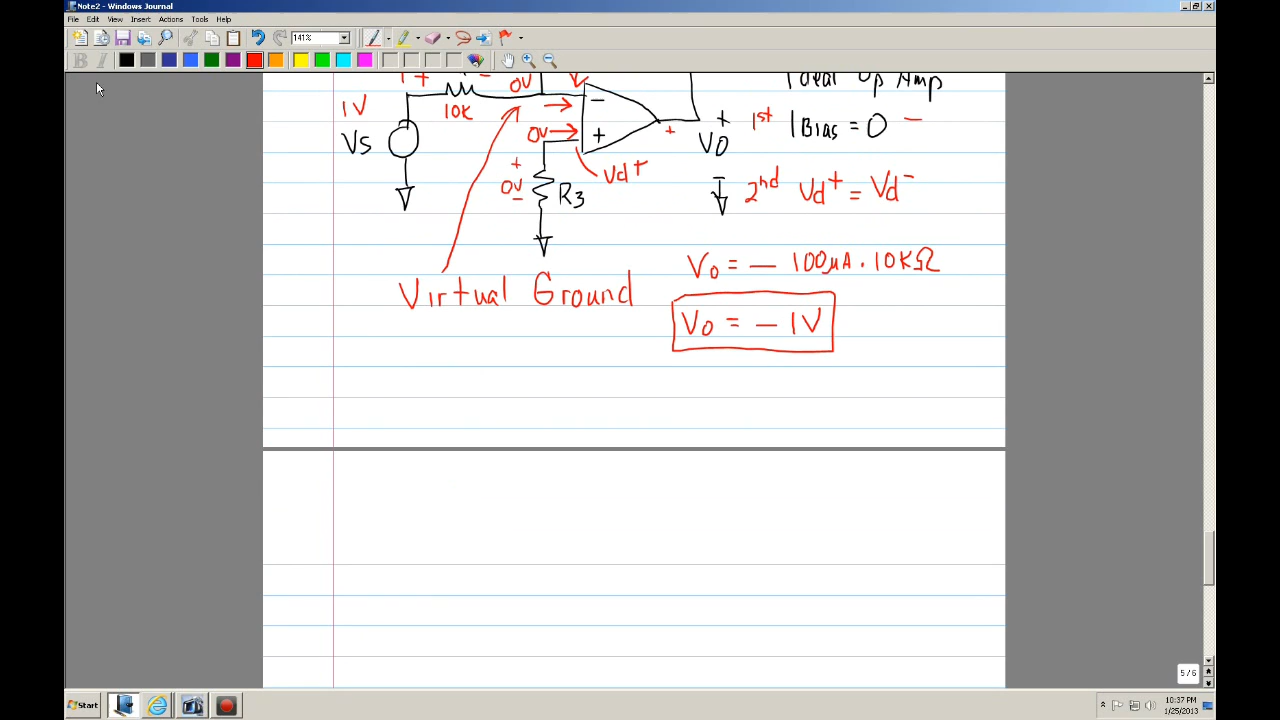 Note2 - Windows Journal
File Edit View Insert Actions Tools Help
141%
B I
I + - 0V V
Ideal Op Amp
1V 10K
-
VS 0V + + 1st IBias = 0 -
+ VO
+ Vd+
0V R3 2nd Vd+ = Vd-
-
Vo = - 100μA · 10KΩ
Virtual Ground
Vo = - 1V
5 / 6
Start
10:37 PM
1/25/2013